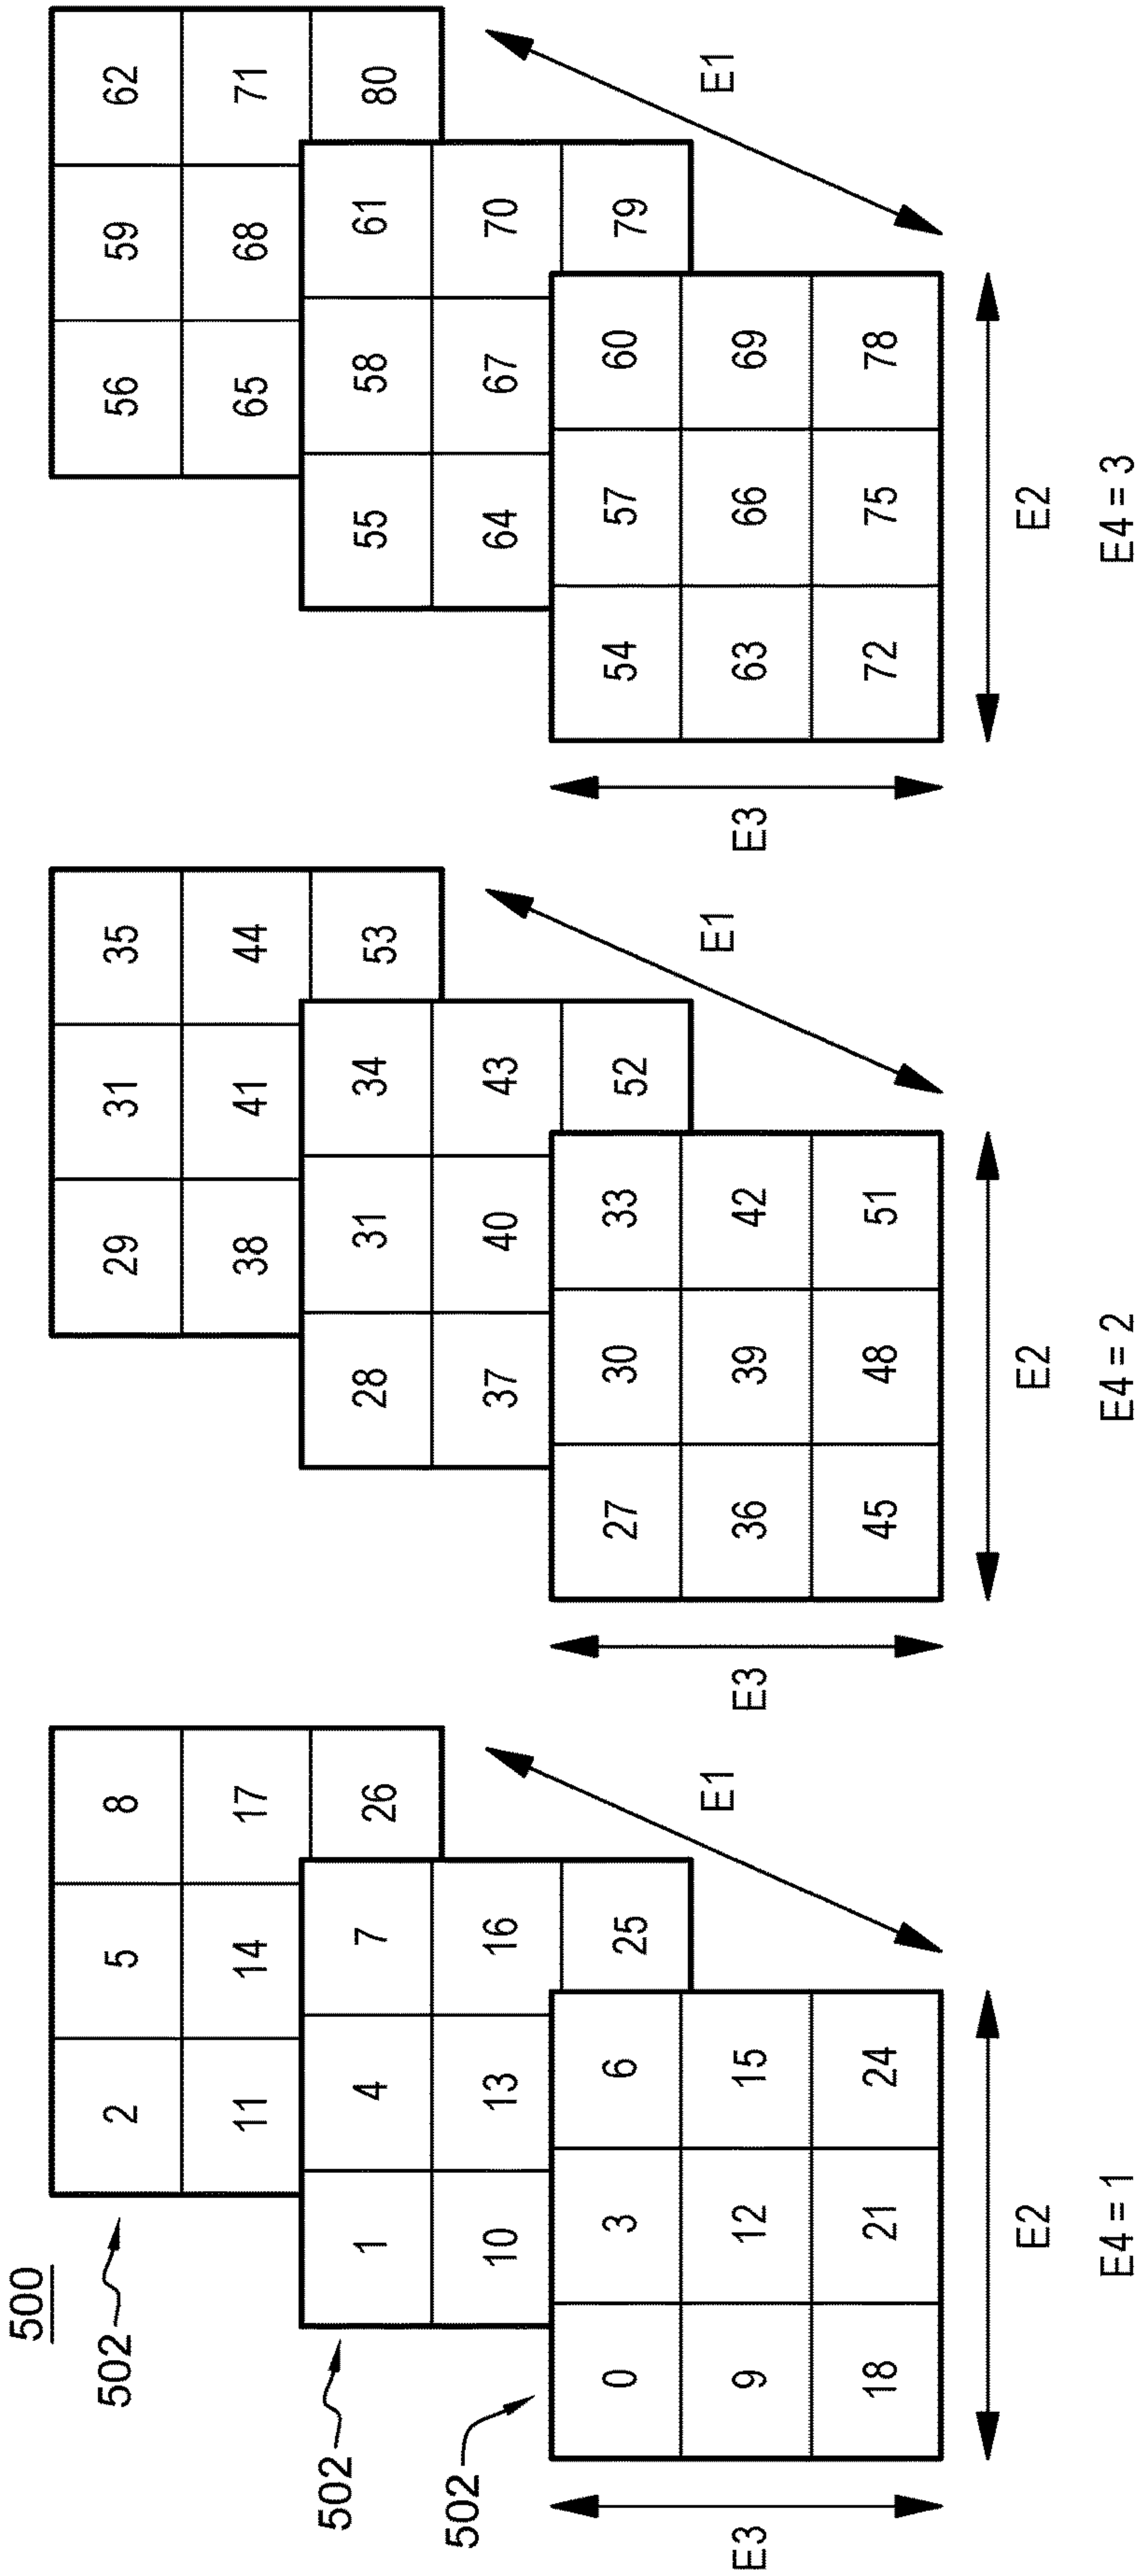 500
502
2 5 8
11 14 17
26
502
1 4 7
10 13 16
25
502
0 3 6
9 12 15
18 21 24
E3
E1
E2
E4 = 1
29 31 35
38 41 44
53
28 31 34
37 40 43
52
27 30 33
36 39 42
45 48 51
E3
E1
E2
E4 = 2
56 59 62
65 68 71
80
55 58 61
64 67 70
79
54 57 60
63 66 69
72 75 78
E3
E1
E2
E4 = 3